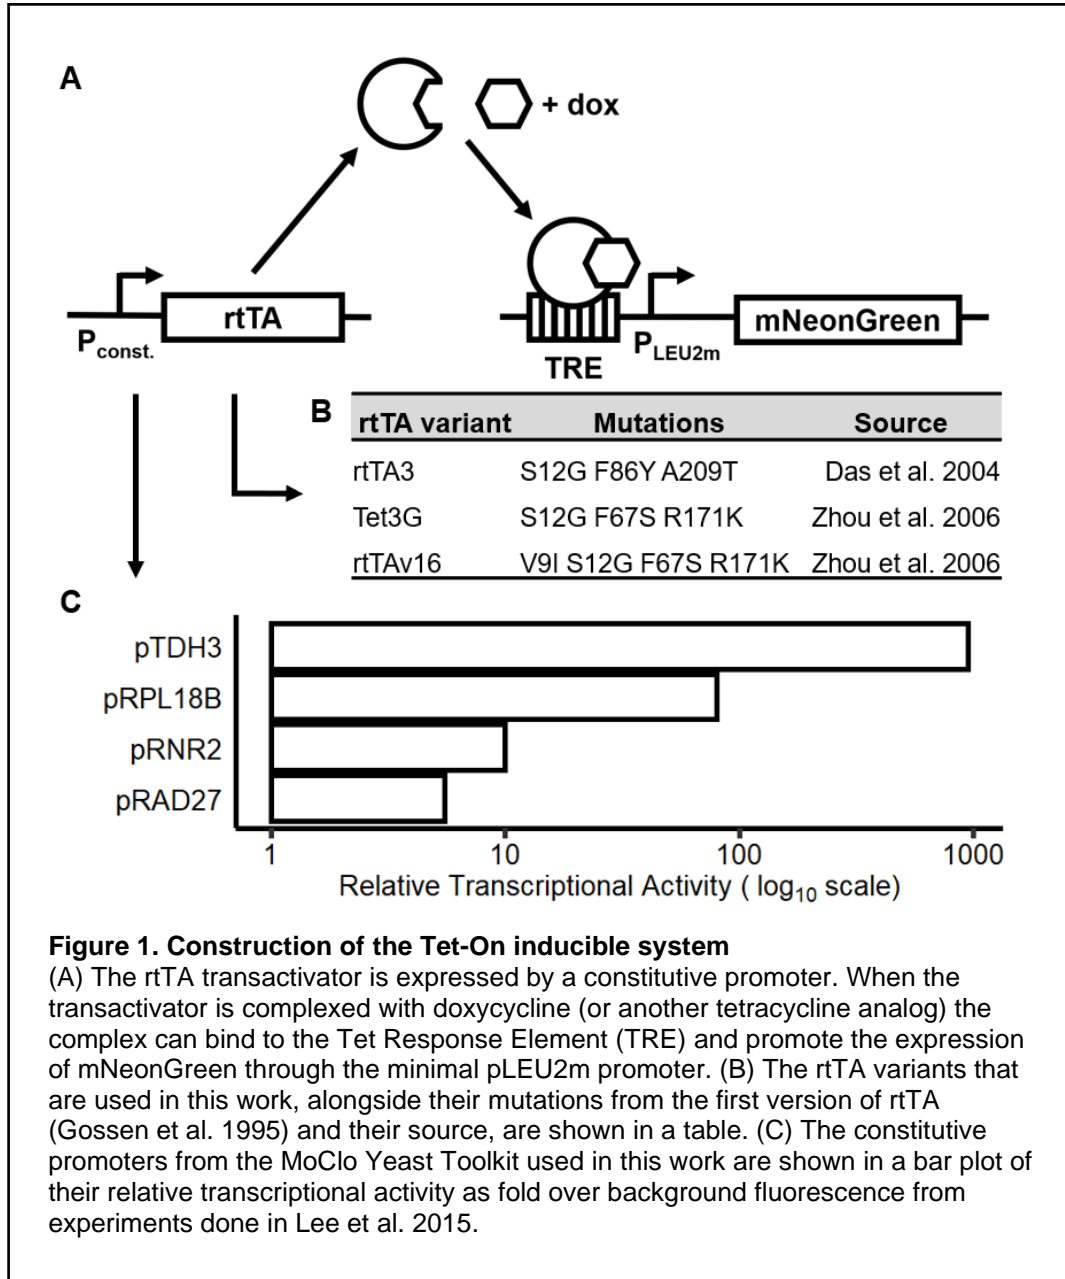 A
+ dox
rtTA
P const.
TRE
P LEU2m
mNeonGreen
B
rtTA variant Mutations Source
rtTA3 S12G F86Y A209T Das et al. 2004
Tet3G S12G F67S R171K Zhou et al. 2006
rtTAv16 V9I S12G F67S R171K Zhou et al. 2006
C
pTDH3
pRPL18B
pRNR2
pRAD27
1 10 100 1000
Relative Transcriptional Activity ( log10 scale)
Figure 1. Construction of the Tet-On inducible system
(A) The rtTA transactivator is expressed by a constitutive promoter. When the
transactivator is complexed with doxycycline (or another tetracycline analog) the
complex can bind to the Tet Response Element (TRE) and promote the expression
of mNeonGreen through the minimal pLEU2m promoter. (B) The rtTA variants that
are used in this work, alongside their mutations from the first version of rtTA
(Gossen et al. 1995) and their source, are shown in a table. (C) The constitutive
promoters from the MoClo Yeast Toolkit used in this work are shown in a bar plot of
their relative transcriptional activity as fold over background fluorescence from
experiments done in Lee et al. 2015.